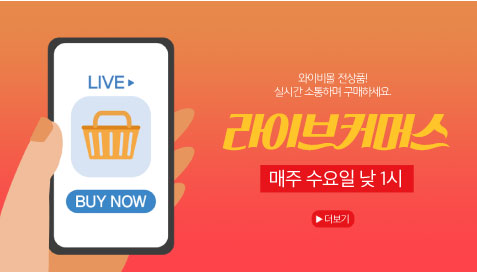 LIVE▶
BUY NOW
와이비몰 전상품!
실시간 소통하며 구매하세요.
라이브커머스
매주 수요일 낮 1시
▶더보기